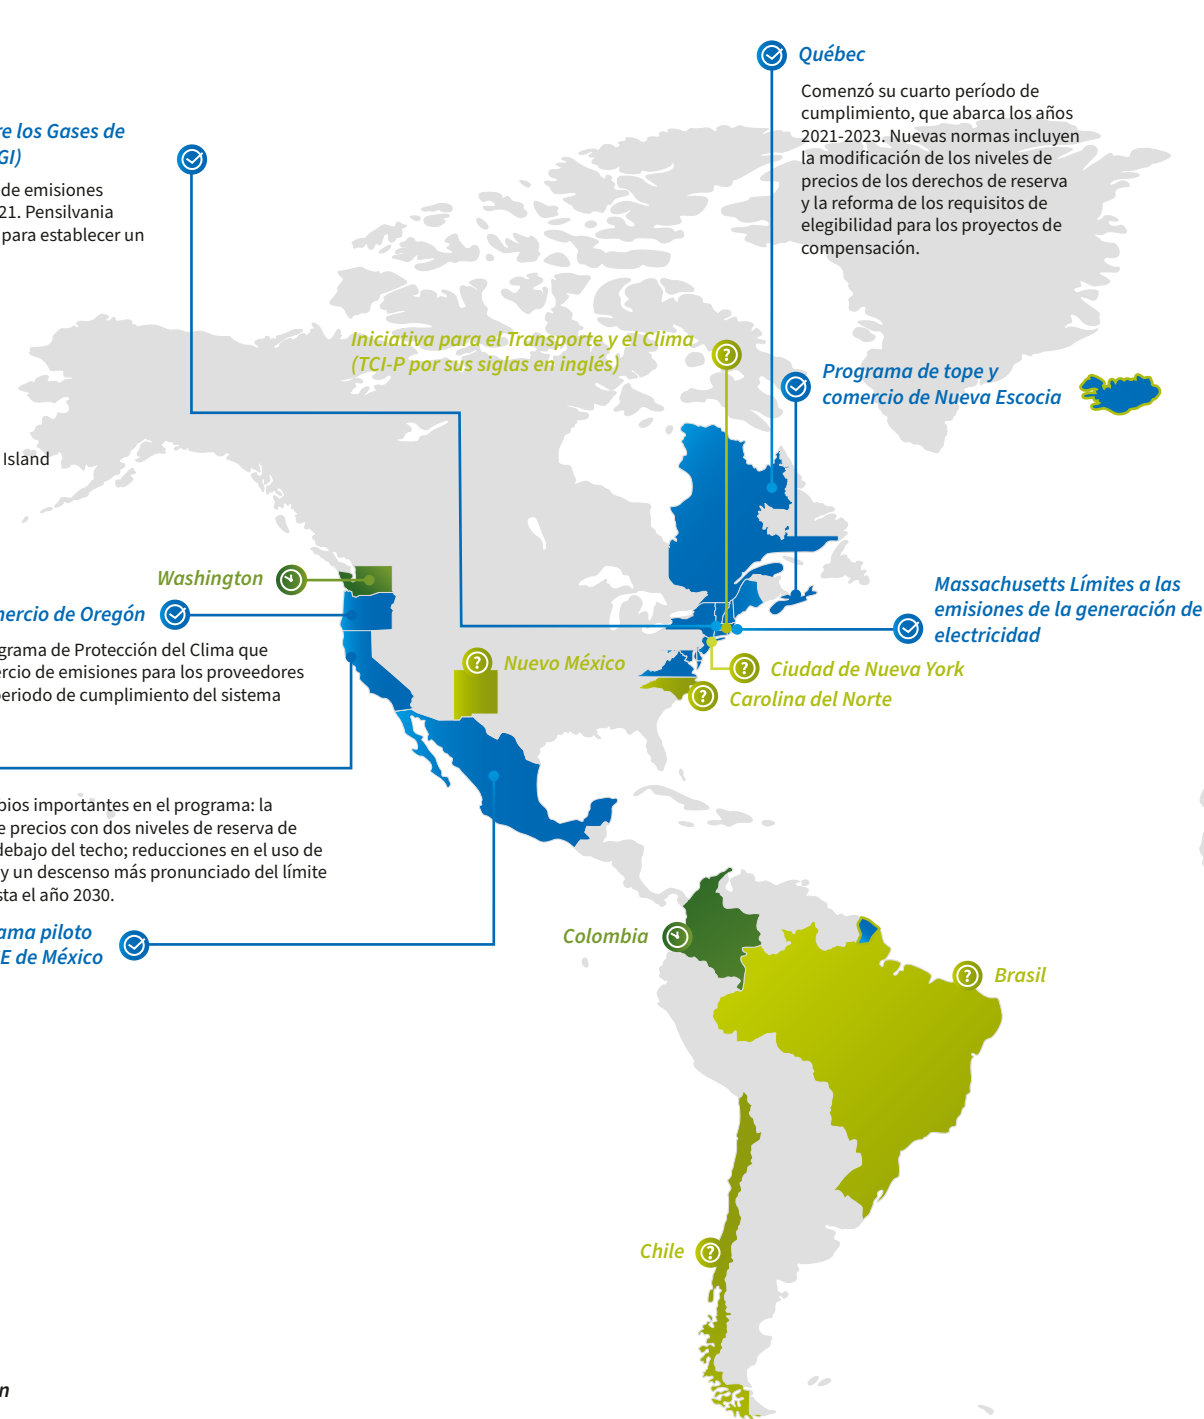 Québec
Comenzó su cuarto período de
cumplimiento, que abarca los años
2021-2023. Nuevas normas incluyen
la modificación de los niveles de
precios de los derechos de reserva
y la reforma de los requisitos de
elegibilidad para los proyectos de
compensación.
re los Gases de
GI)
de emisiones
21. Pensilvania
para establecer un
Iniciativa para el Transporte y el Clima
(TCI-P por sus siglas en inglés)
Programa de tope y
comercio de Nueva Escocia
Island
Washington
mercio de Oregón
grama de Protección del Clima que
ercio de emisiones para los proveedores
periodo de cumplimiento del sistema
Massachusetts Límites a las
emisiones de la generación de
electricidad
Nuevo México
Ciudad de Nueva York
Carolina del Norte
bios importantes en el programa: la
e precios con dos niveles de reserva de
debajo del techo; reducciones en el uso de
y un descenso más pronunciado del límite
sta el año 2030.
ama piloto
E de México
Colombia
Brasil
Chile
n